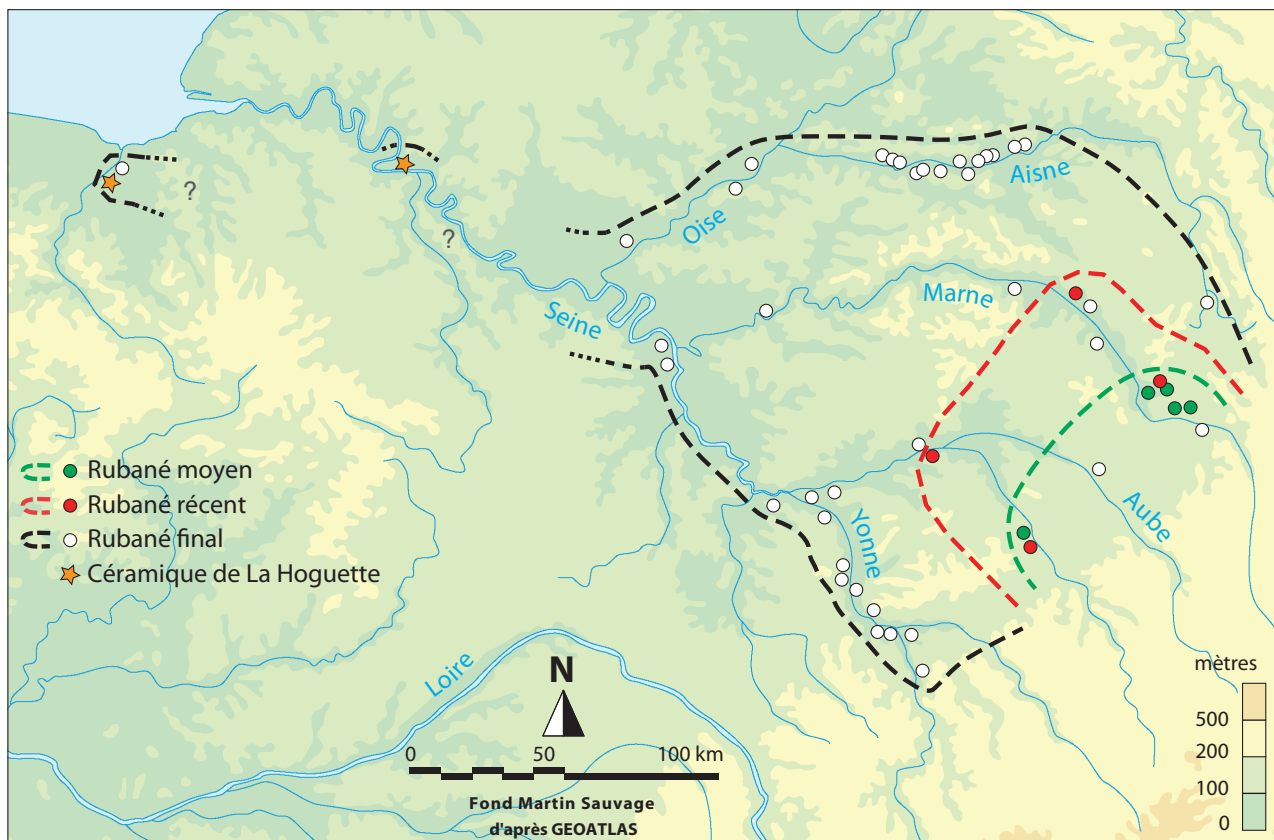 ?
?
Oise
Aisne
Marne
Seine
Yonne
Aube
Loire
Rubané moyen
Rubané récent
Rubané final
Céramique de La Hoguette
N
0 50 100 km
Fond Martin Sauvage
d'après GEOATLAS
mètres
500
200
100
0